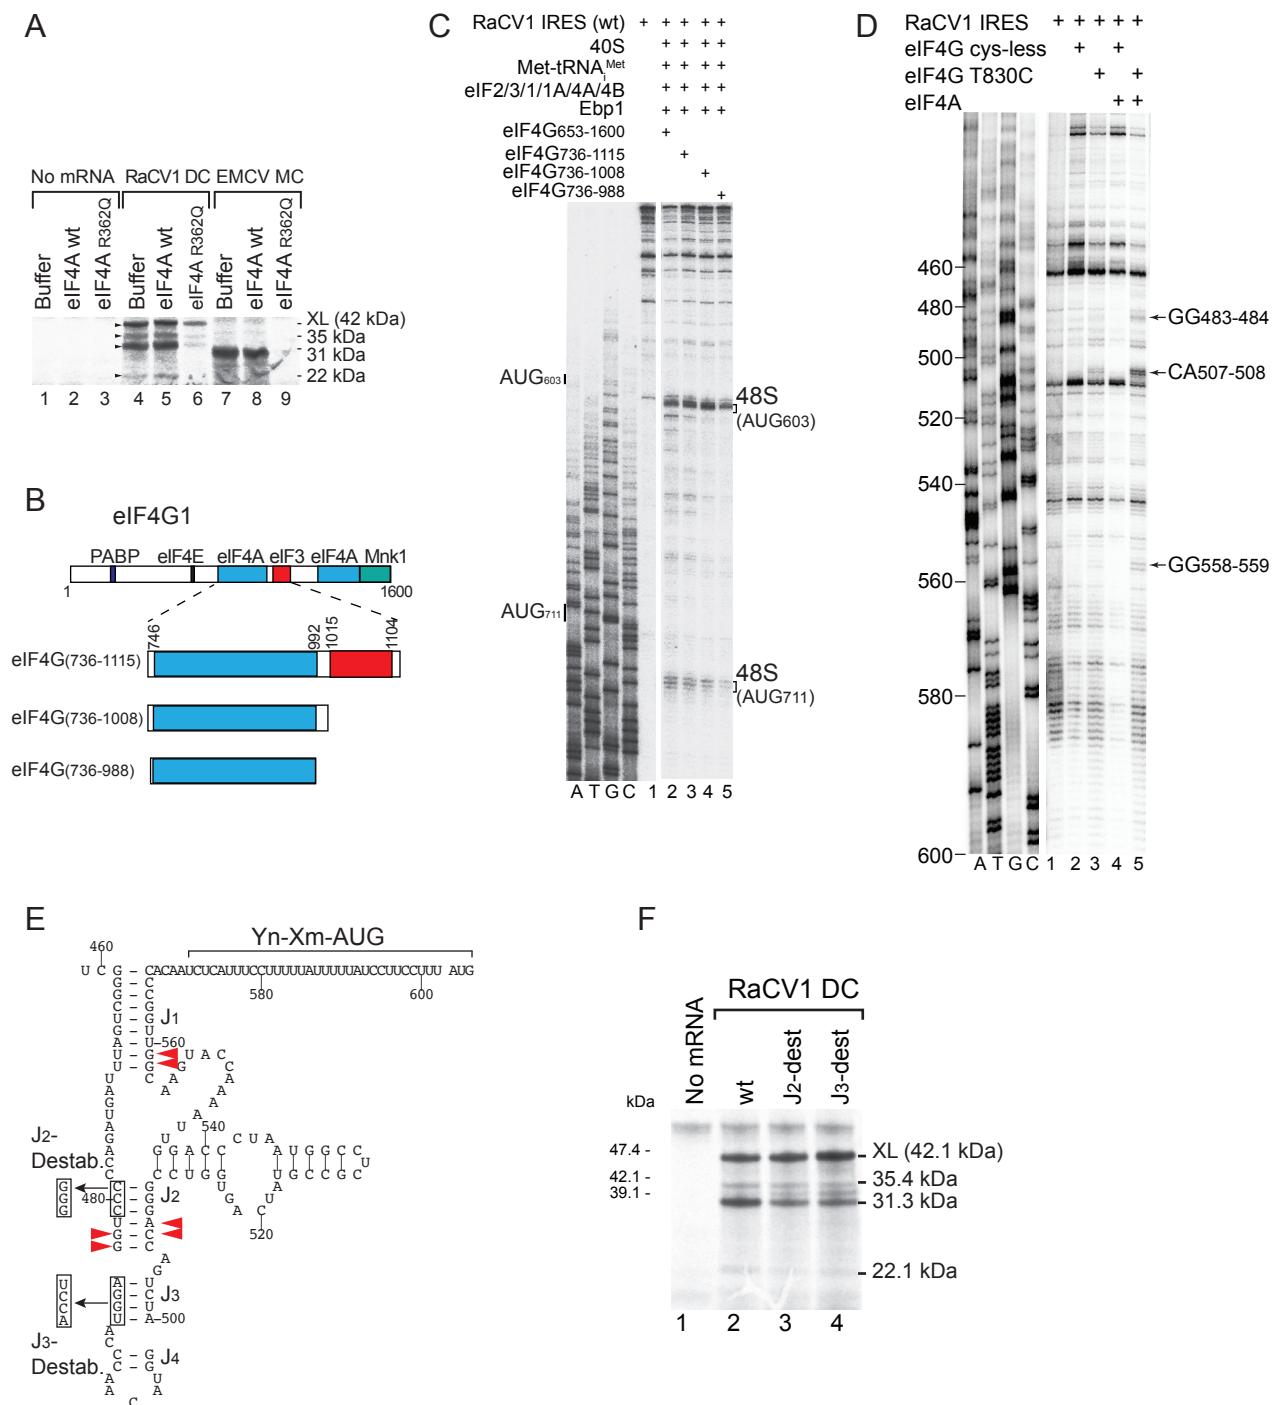 A
No mRNA RaCV1 DC EMCV MC
Buffer
eIF4A wt
eIF4A R362Q
Buffer
eIF4A wt
eIF4A R362Q
Buffer
eIF4A wt
eIF4A R362Q
XL (42 kDa)
35 kDa
31 kDa
22 kDa
1 2 3 4 5 6 7 8 9
B
eIF4G1
PABP eIF4E eIF4A eIF3 eIF4A Mnk1
1 1600
746 992 1015 1104
eIF4G(736-1115)
eIF4G(736-1008)
eIF4G(736-988)
C
RaCV1 IRES (wt) + + + + +
40S + + + +
Met-tRNAiMet + + + +
eIF2/3/1/1A/4A/4B + + + +
Ebp1 + + + +
eIF4G653-1600 +
eIF4G736-1115 +
eIF4G736-1008 +
eIF4G736-988 +
AUG603
48S
(AUG603)
AUG711
48S
(AUG711)
A T G C 1 2 3 4 5
D
RaCV1 IRES + + + + +
eIF4G cys-less + +
eIF4G T830C + +
eIF4A + +
460
480
500
520
540
560
580
600
GG483-484
CA507-508
GG558-559
A T G C 1 2 3 4 5
E
Yn-Xm-AUG
460
U C G – CACAAUCUCAUUUCCUUUUUAUUUUUAUCCUUCCUUU AUG
580 600
J1
560
540
J2-
Destab.
GGG
480
J2
520
UCCA
J3
500
J3-
Destab.
J4
F
RaCV1 DC
No mRNA
wt
J2-dest
J3-dest
kDa
47.4
42.1
39.1
XL (42.1 kDa)
35.4 kDa
31.3 kDa
22.1 kDa
1 2 3 4